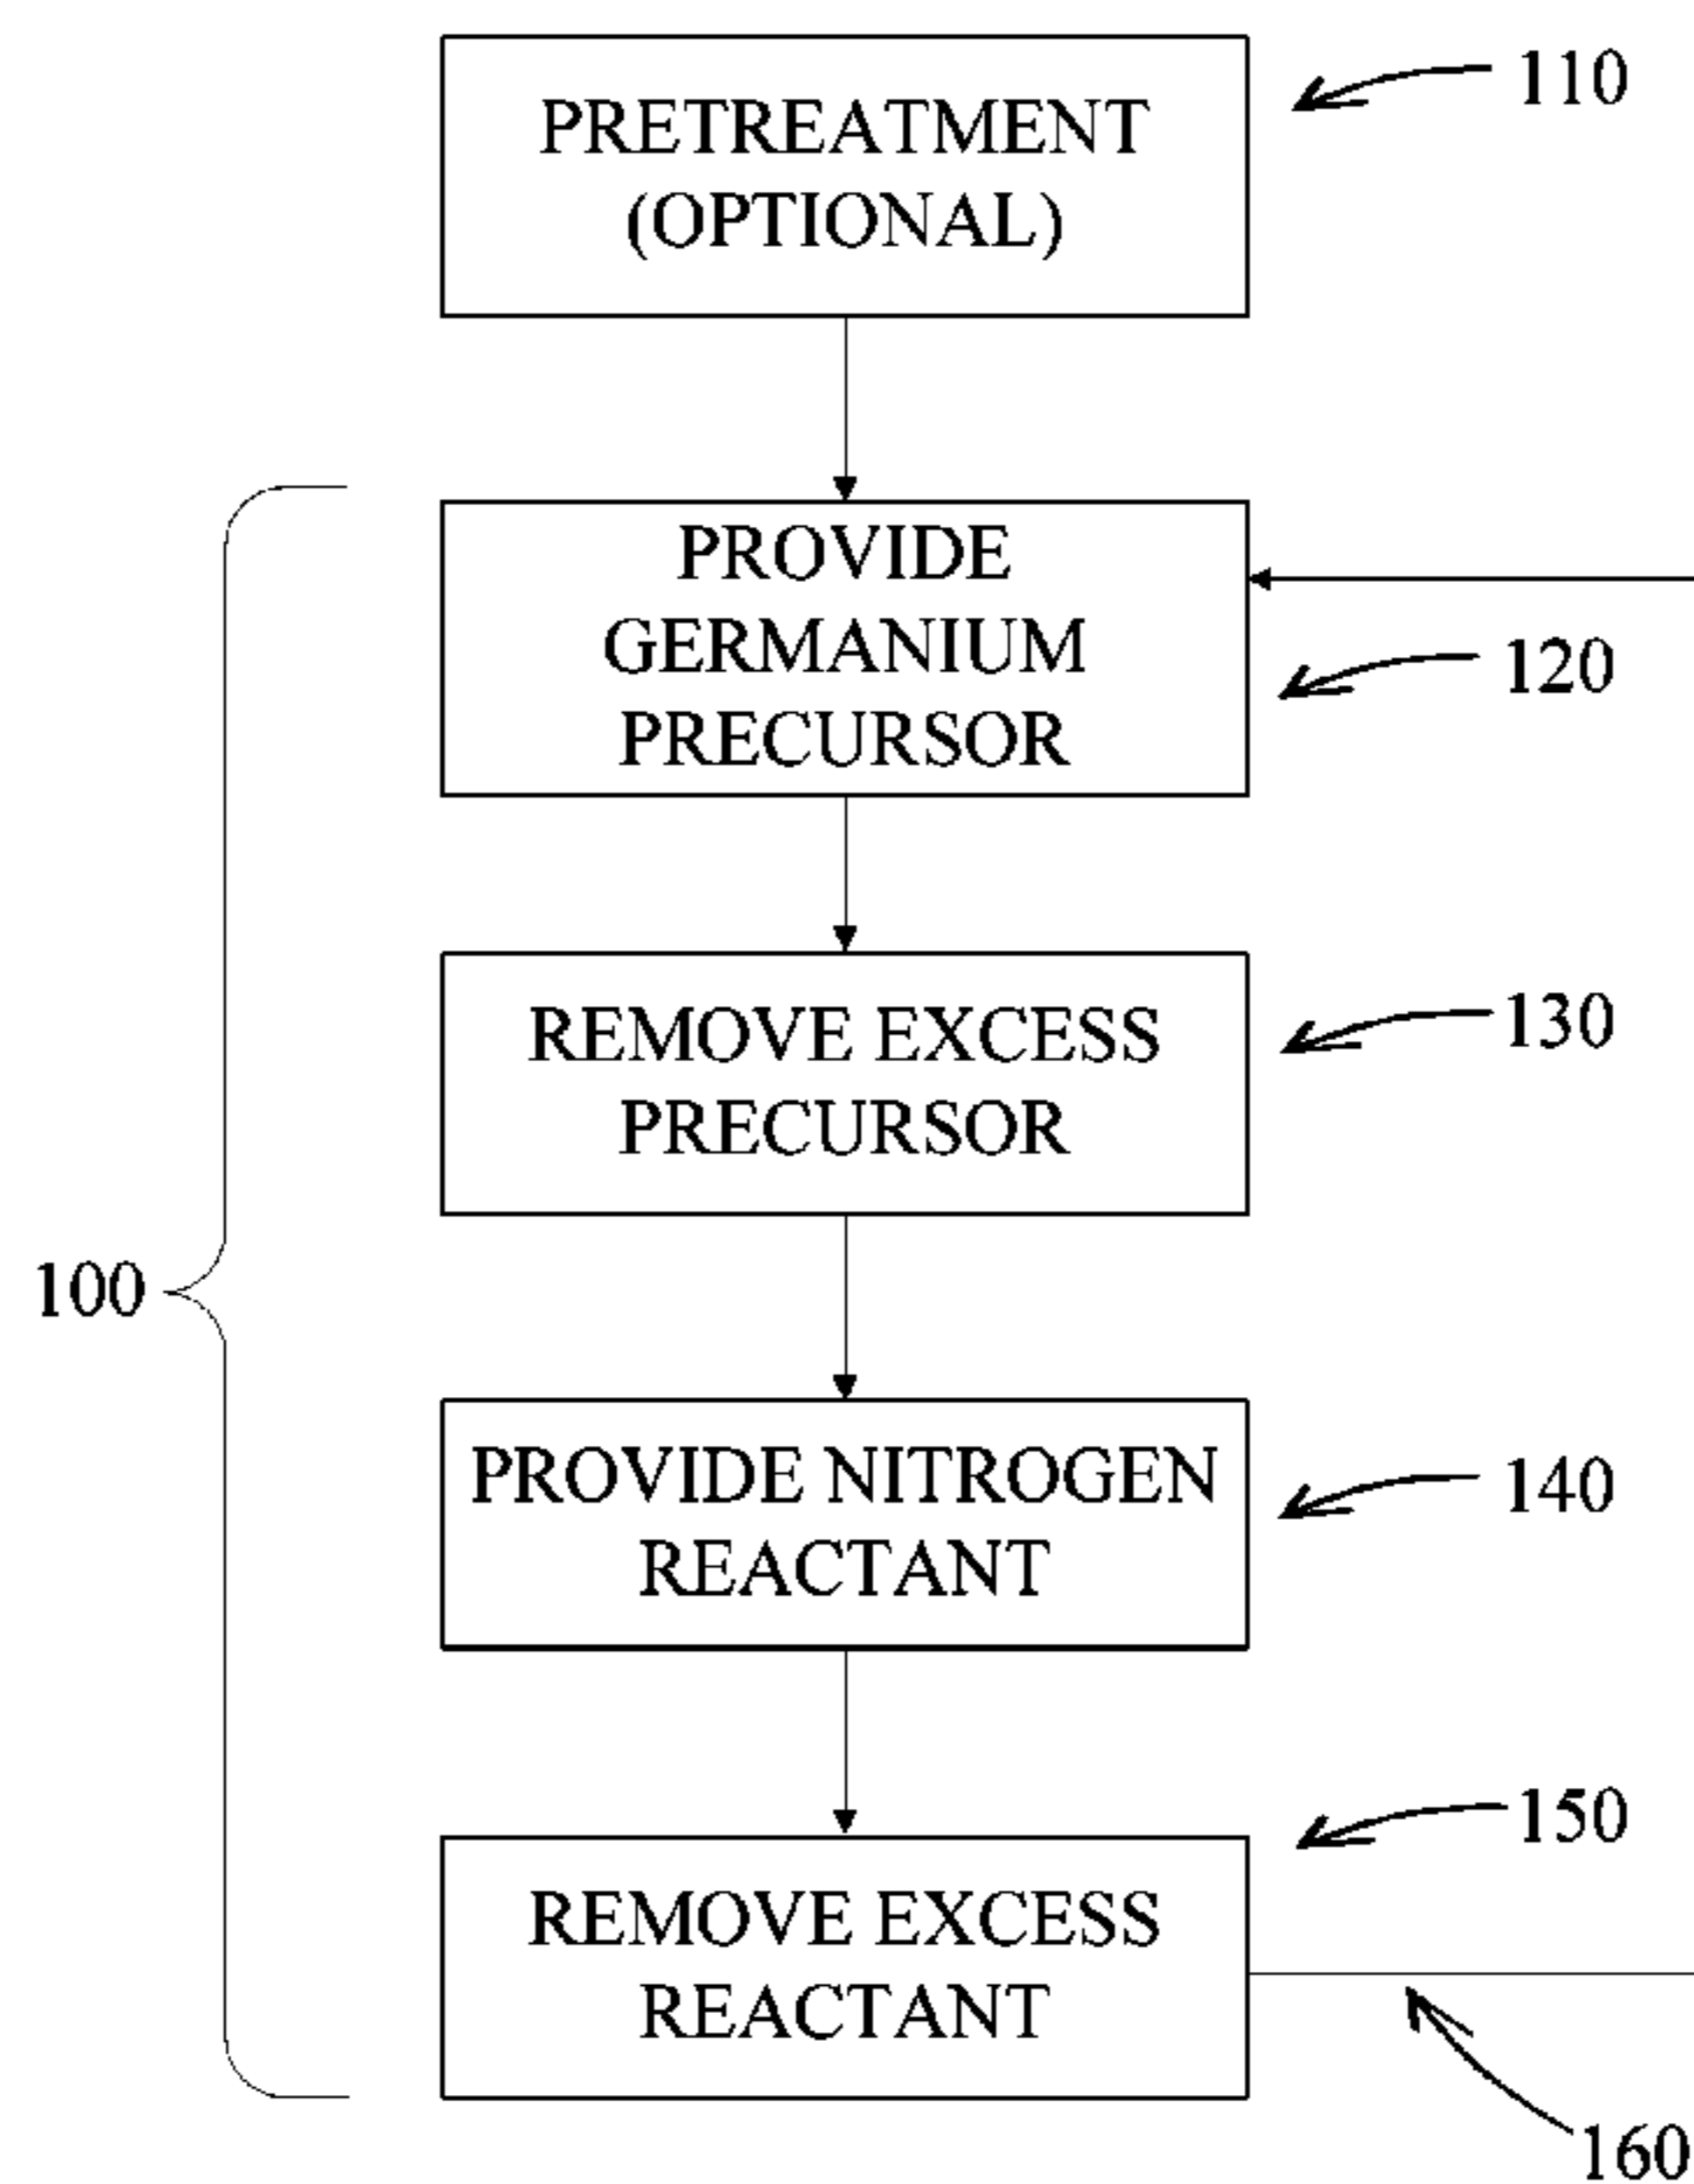 PRETREATMENT
(OPTIONAL)
110
PROVIDE
GERMANIUM
PRECURSOR
120
REMOVE EXCESS
PRECURSOR
130
100
PROVIDE NITROGEN
REACTANT
140
REMOVE EXCESS
REACTANT
150
160